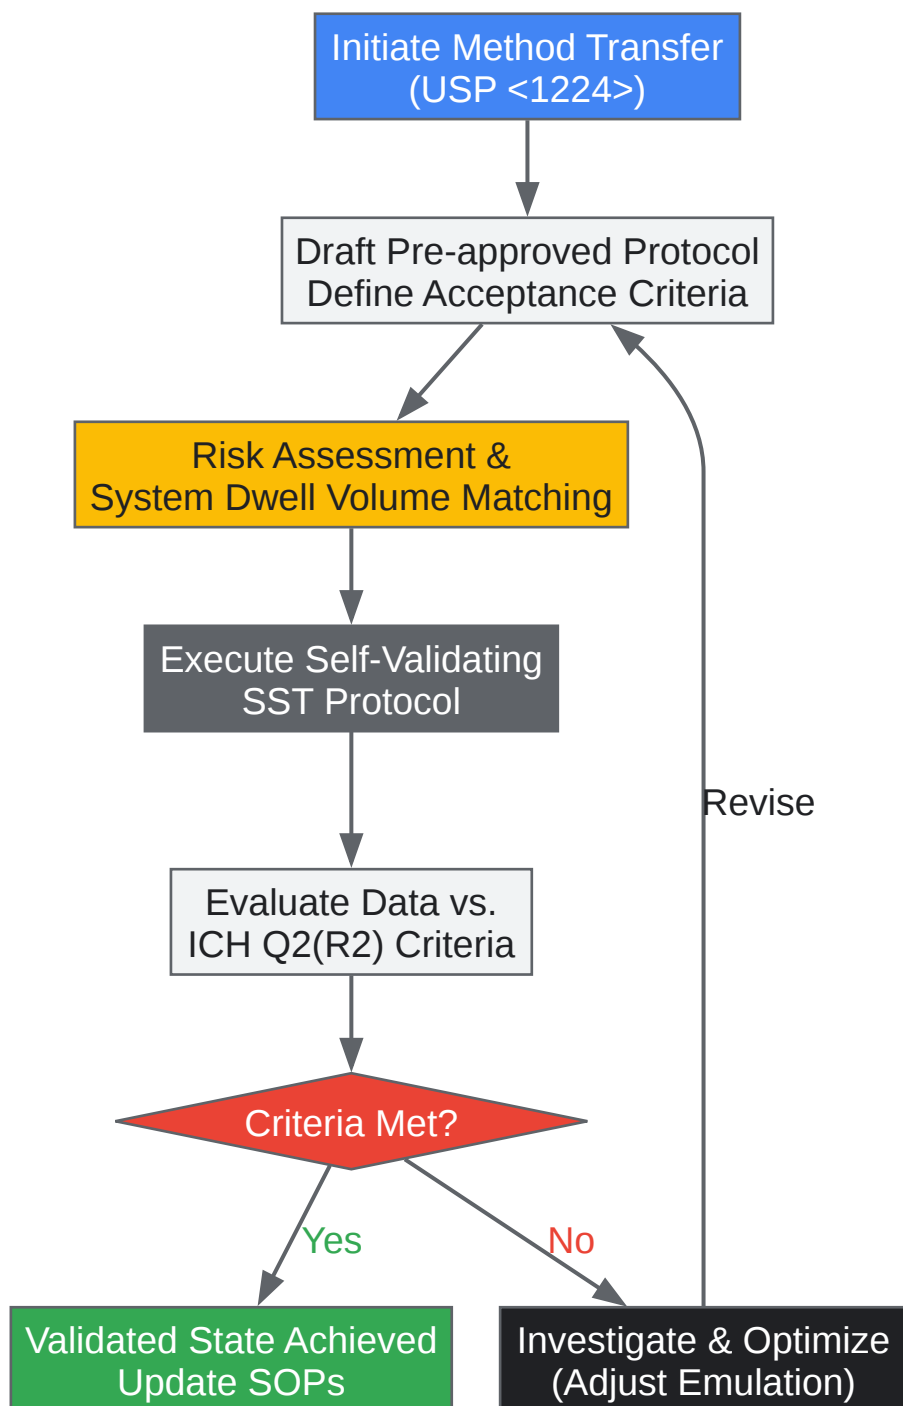 Initiate Method Transfer
(USP <1224>)
Draft Pre-approved Protocol
Define Acceptance Criteria
Risk Assessment &
System Dwell Volume Matching
Execute Self-Validating
SST Protocol
Revise
Evaluate Data vs.
ICH Q2(R2) Criteria
Criteria Met?
Yes
No
Validated State Achieved
Update SOPs
Investigate & Optimize
(Adjust Emulation)